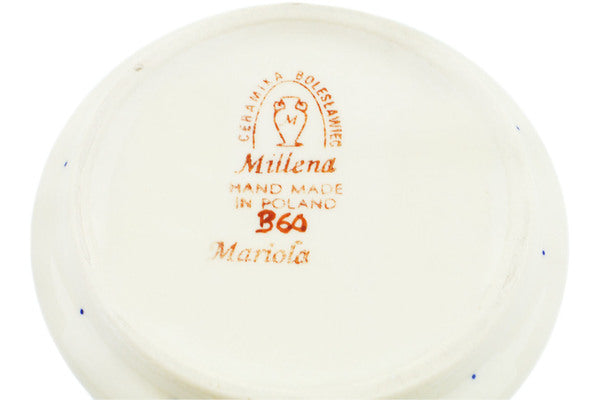 CERAMIKA BOLESŁAWIEC
M
Millena
HAND MADE
IN POLAND
B60
Mariola